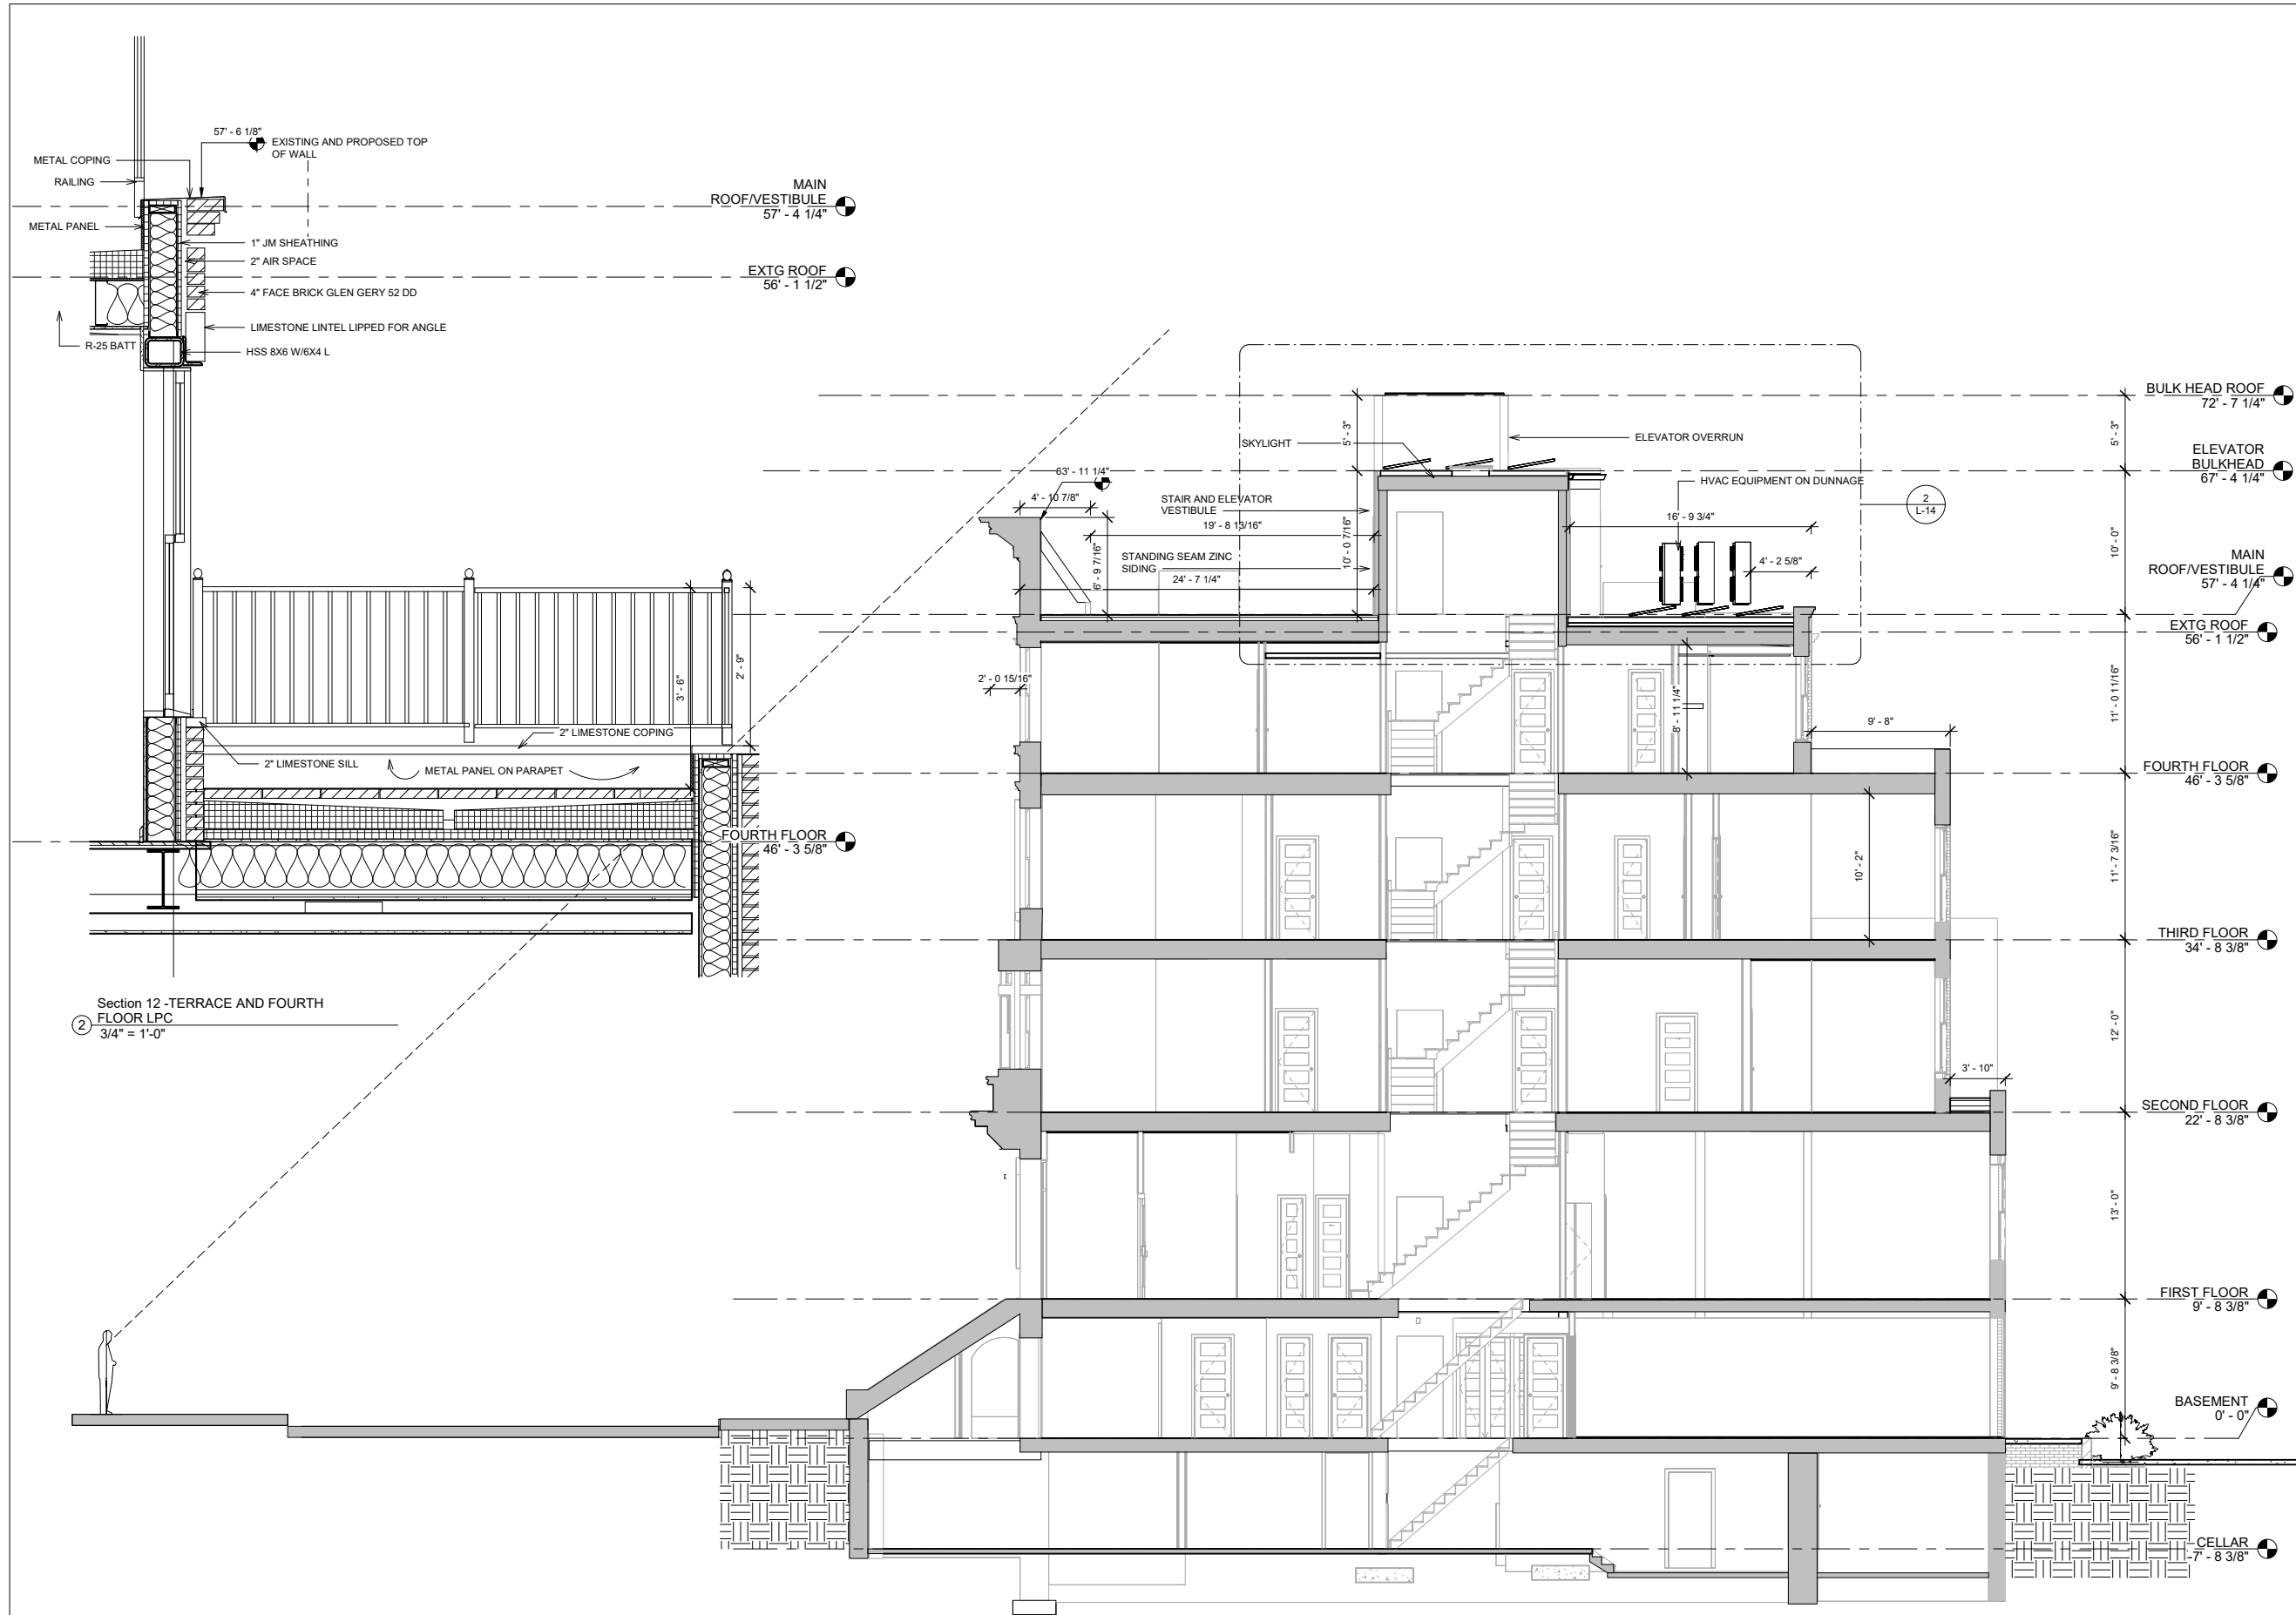 57' - 6 1/8"
EXISTING AND PROPOSED TOP
OF WALL
METAL COPING
RAILING
METAL PANEL
1" JM SHEATHING
2" AIR SPACE
4" FACE BRICK GLEN GERY 52 DD
LIMESTONE LINTEL LIPPED FOR ANGLE
R-25 BATT
HSS 8X6 W/6X4 L
MAIN
ROOF/VESTIBULE
57' - 4 1/4"
EXTG ROOF
56' - 1 1/2"
3' - 6"
2' - 9"
2" LIMESTONE COPING
2" LIMESTONE SILL
METAL PANEL ON PARAPET
FOURTH FLOOR
46' - 3 5/8"
2
Section 12 -TERRACE AND FOURTH
FLOOR LPC
3/4" = 1'-0"
SKYLIGHT
5' - 3"
ELEVATOR OVERRUN
63' - 11 1/4"
4' - 10 7/8"
STAIR AND ELEVATOR
VESTIBULE
19' - 8 13/16"
10' - 0 7/16"
6' - 9 7/16"
STANDING SEAM ZINC
SIDING
24' - 7 1/4"
HVAC EQUIPMENT ON DUNNAGE
2
L-14
16' - 9 3/4"
4' - 2 5/8"
2' - 0 15/16"
8' - 11 1/4"
9' - 8"
10' - 2"
3' - 10"
5' - 3"
10' - 0"
11' - 0 11/16"
11' - 7 3/16"
12' - 0"
13' - 0"
9' - 8 3/8"
BULK HEAD ROOF
72' - 7 1/4"
ELEVATOR
BULKHEAD
67' - 4 1/4"
MAIN
ROOF/VESTIBULE
57' - 4 1/4"
EXTG ROOF
56' - 1 1/2"
FOURTH FLOOR
46' - 3 5/8"
THIRD FLOOR
34' - 8 3/8"
SECOND FLOOR
22' - 8 3/8"
FIRST FLOOR
9' - 8 3/8"
BASEMENT
0' - 0"
CELLAR
-7' - 8 3/8"